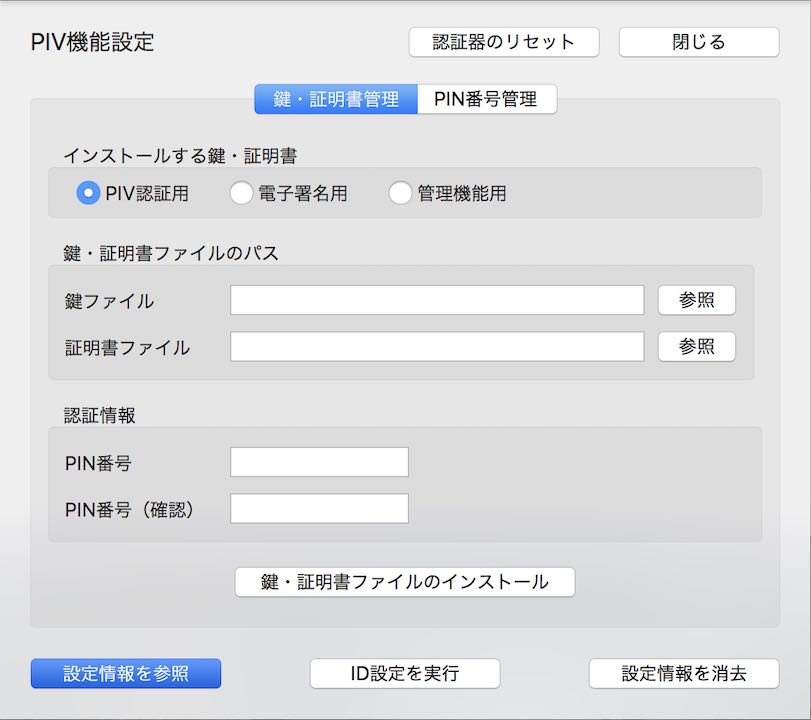 PIV機能設定 認証器のリセット 閉じる
鍵・証明書管理 PIN番号管理
インストールする鍵・証明書
PIV認証用 電子署名用 管理機能用
鍵・証明書ファイルのパス
鍵ファイル 参照
証明書ファイル 参照
認証情報
PIN番号
PIN番号（確認）
鍵・証明書ファイルのインストール
設定情報を参照 ID設定を実行 設定情報を消去